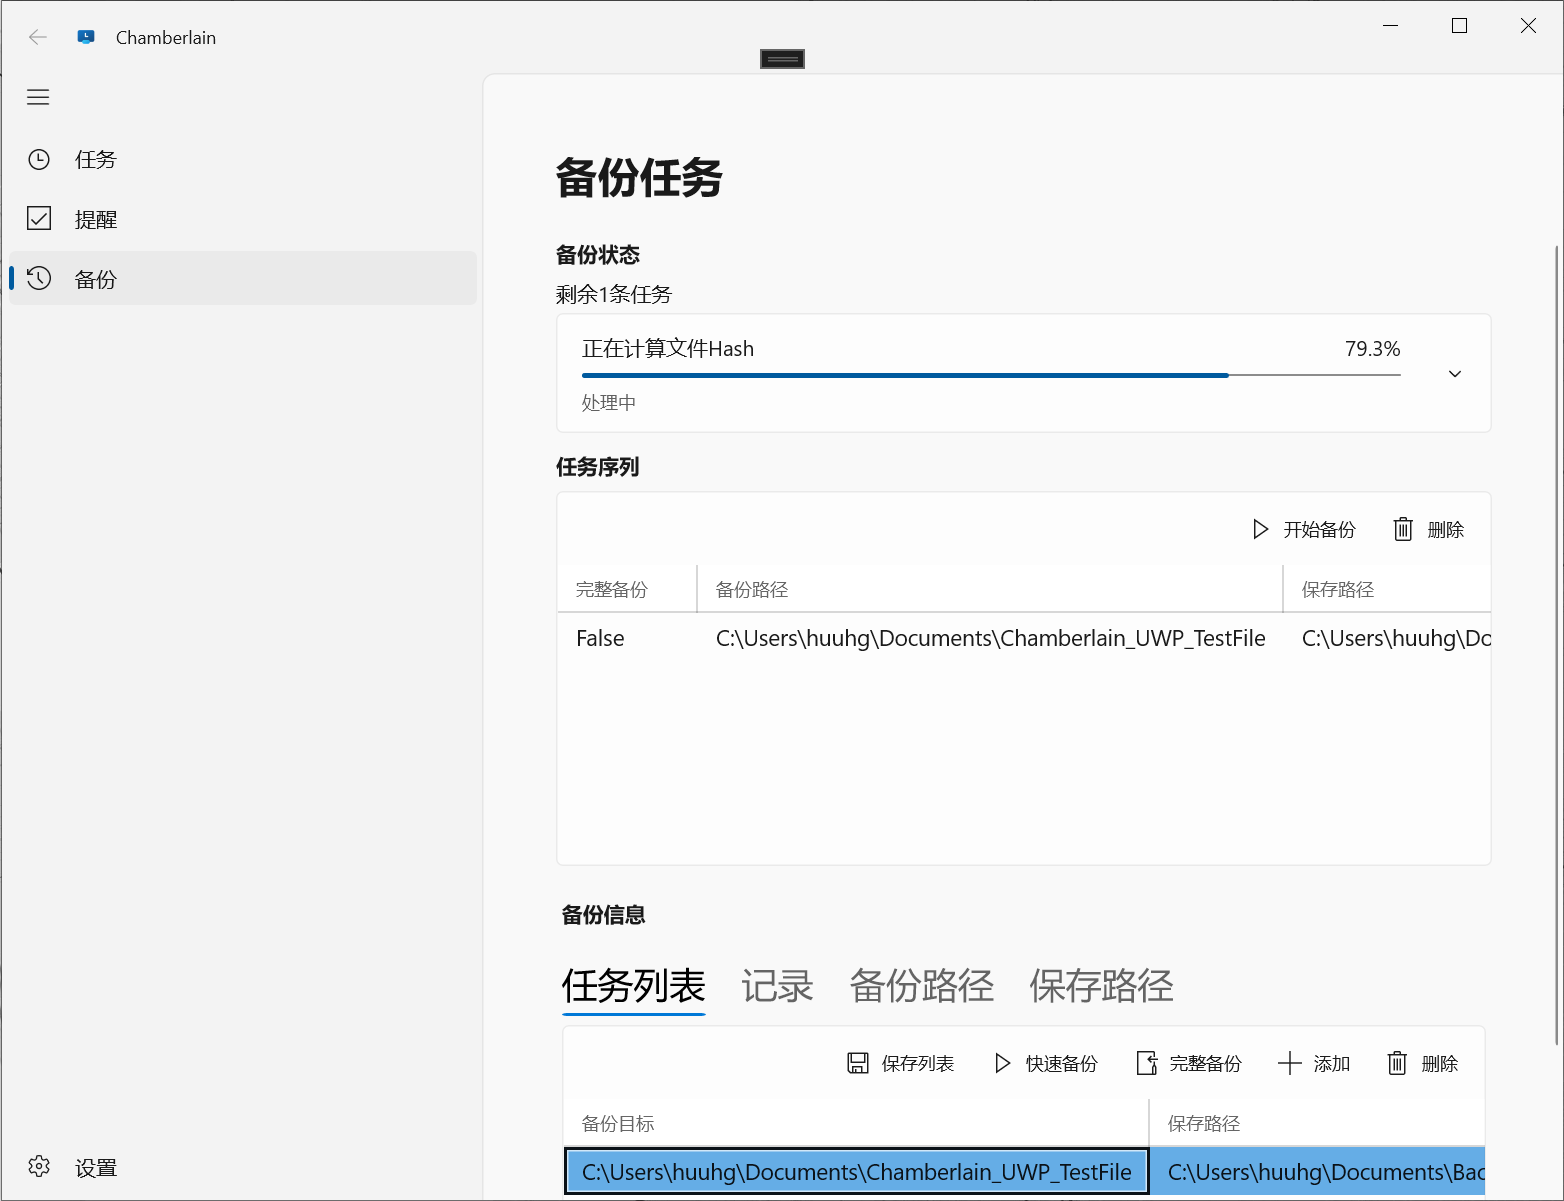 Chamberlain
任务
提醒
备份
设置
备份任务
备份状态
剩余1条任务
正在计算文件Hash 79.3%
处理中
任务序列
开始备份 删除
完整备份 备份路径 保存路径
False C:\Users\huuhg\Documents\Chamberlain_UWP_TestFile C:\Users\huuhg\Do
备份信息
任务列表 记录 备份路径 保存路径
保存列表 快速备份 完整备份 添加 删除
备份目标 保存路径
C:\Users\huuhg\Documents\Chamberlain_UWP_TestFile C:\Users\huuhg\Documents\Bac